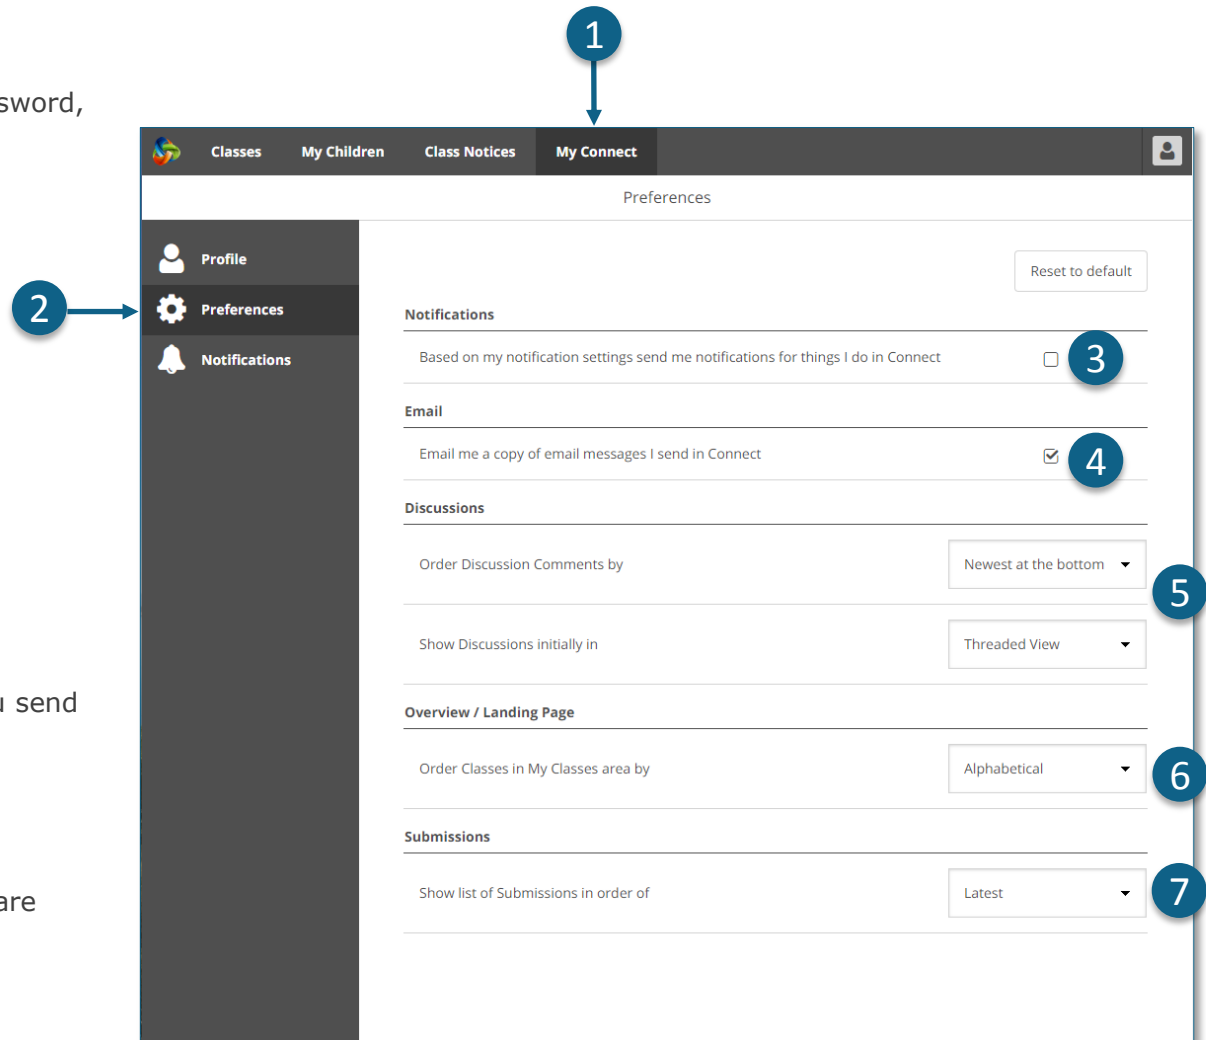 1
sword,
Classes My Children Class Notices My Connect
Preferences
Profile
Reset to default
2
Preferences
Notifications
Notifications
Based on my notification settings send me notifications for things I do in Connect
3
Email
Email me a copy of email messages I send in Connect
4
Discussions
Order Discussion Comments by
Newest at the bottom
5
Show Discussions initially in
Threaded View
send
Overview / Landing Page
Order Classes in My Classes area by
Alphabetical
6
Submissions
Show list of Submissions in order of
Latest
7
are